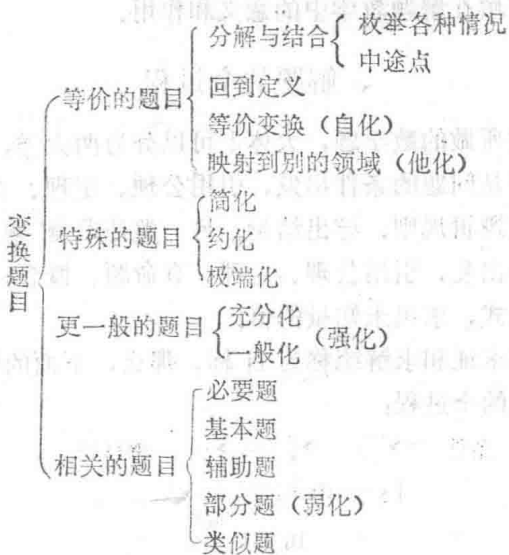 分解与结合
枚举各种情况
中途点
等价的题目
回到定义
等价变换（自化）
映射到别的领域（他化）
变换题目
特殊的题目
简化
约化
极端化
更一般的题目
充分化
一般化
（强化）
相关的题目
必要题
基本题
辅助题
部分题（弱化）
类似题